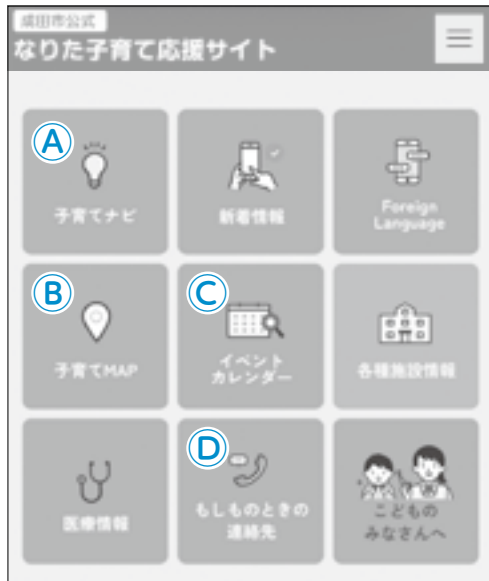 成田市公式
なりた子育て応援サイト
A
子育てナビ
新着情報
Foreign
Language
B
子育てMAP
C
イベント
カレンダー
各種施設情報
医療情報
D
もしものときの
連絡先
こどもの
みなさんへ